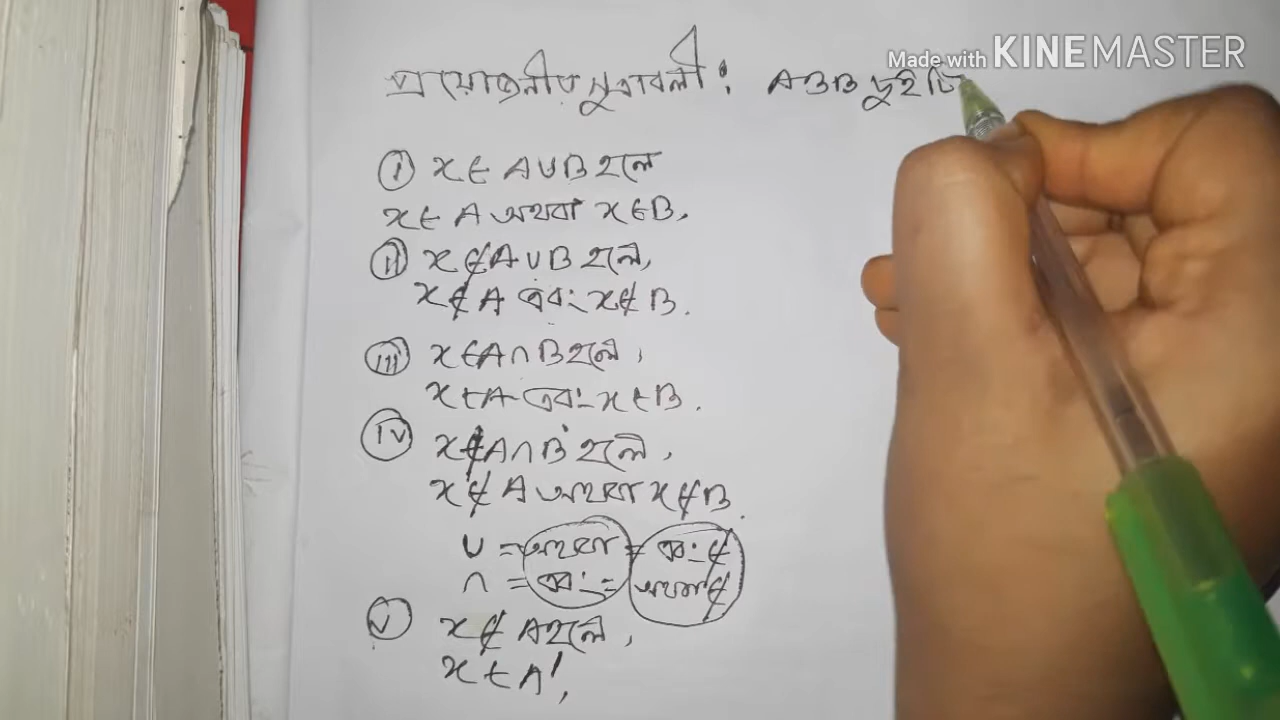 Made with KINEMASTER
প্রয়োজনীয় সুত্রাবলী : A ও B দুইটি
(i) x ∈ A ∪ B হলে
x ∈ A অথবা x ∈ B,
(ii) x ∉ A ∪ B হলে,
x ∉ A এবং x ∉ B.
(iii) x ∈ A ∩ B হলে,
x ∈ A এবং x ∈ B.
(iv) x ∉ A ∩ B হলে,
x ∉ A অথবা x ∉ B.
∪ = অথবা = এবং ∉
∩ = এবং = অথবা ∉
(v) x ∉ A হলে,
x ∈ A′,